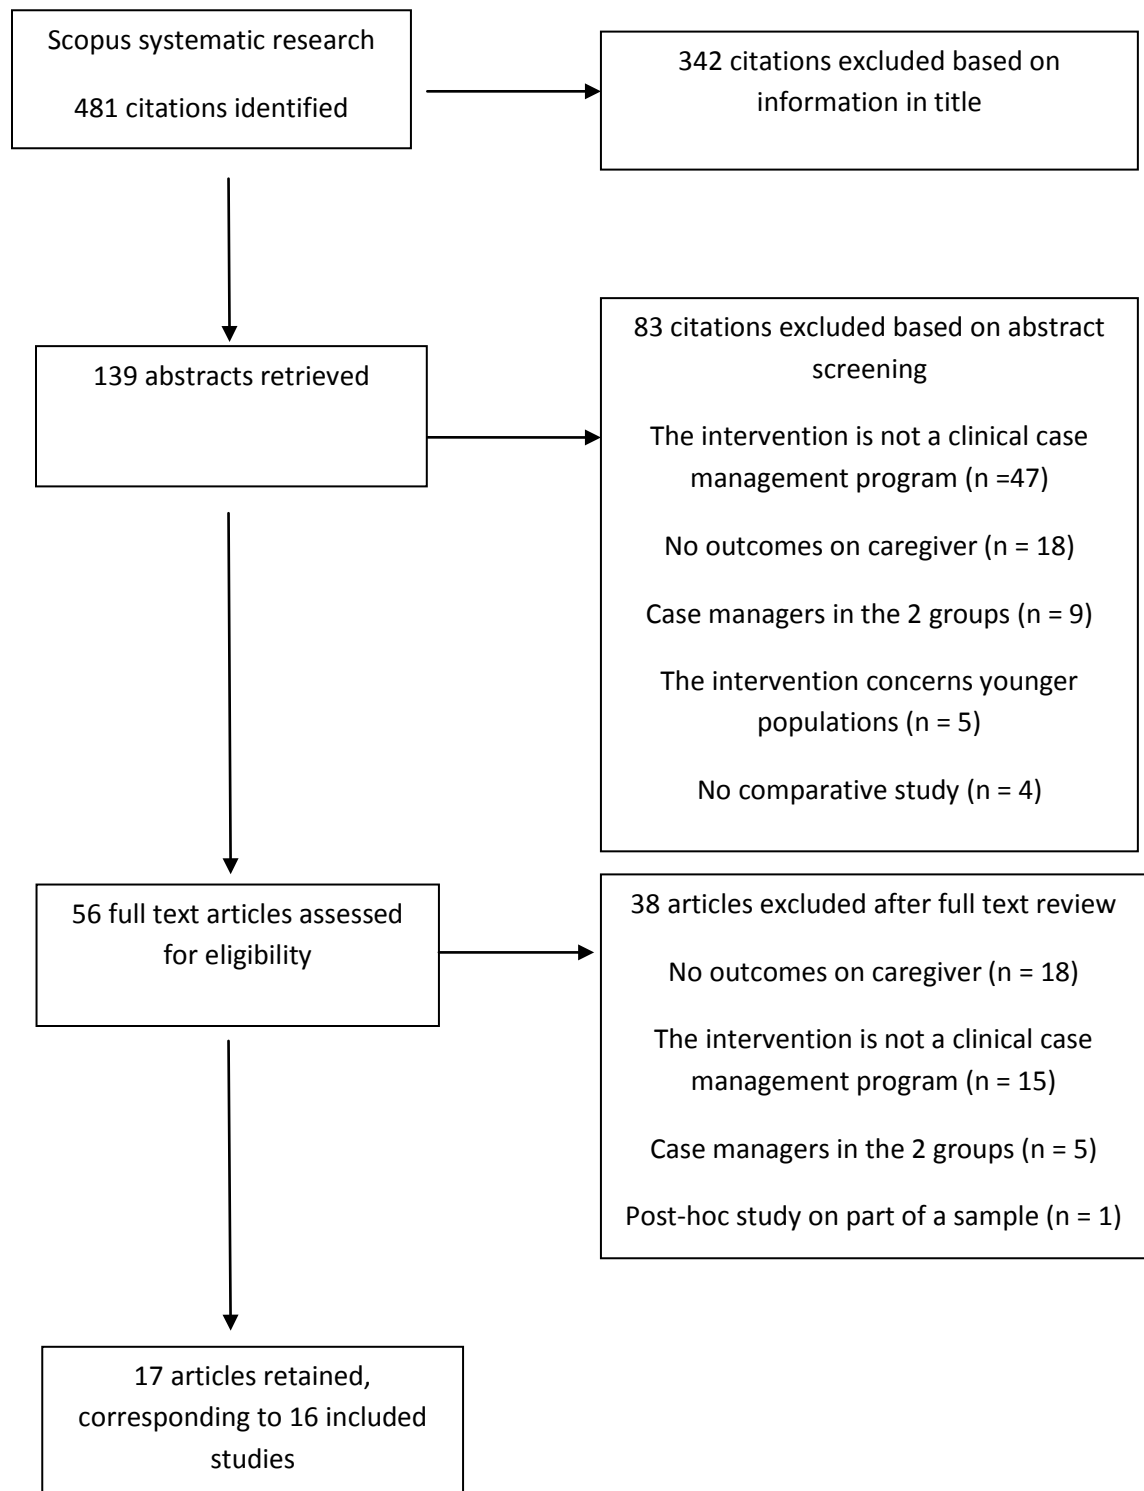 Scopus systematic research
481 citations identified
342 citations excluded based on
information in title
139 abstracts retrieved
83 citations excluded based on abstract
screening
The intervention is not a clinical case
management program (n =47)
No outcomes on caregiver (n = 18)
Case managers in the 2 groups (n = 9)
The intervention concerns younger
populations (n = 5)
No comparative study (n = 4)
56 full text articles assessed
for eligibility
38 articles excluded after full text review
No outcomes on caregiver (n = 18)
The intervention is not a clinical case
management program (n = 15)
Case managers in the 2 groups (n = 5)
Post-hoc study on part of a sample (n = 1)
17 articles retained,
corresponding to 16 included
studies